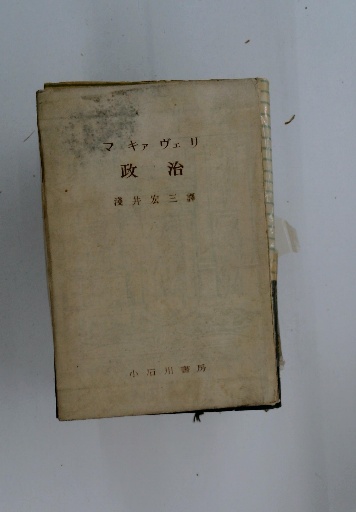 マキァヴェリ
政治
淺井宏三譯
小石川書房